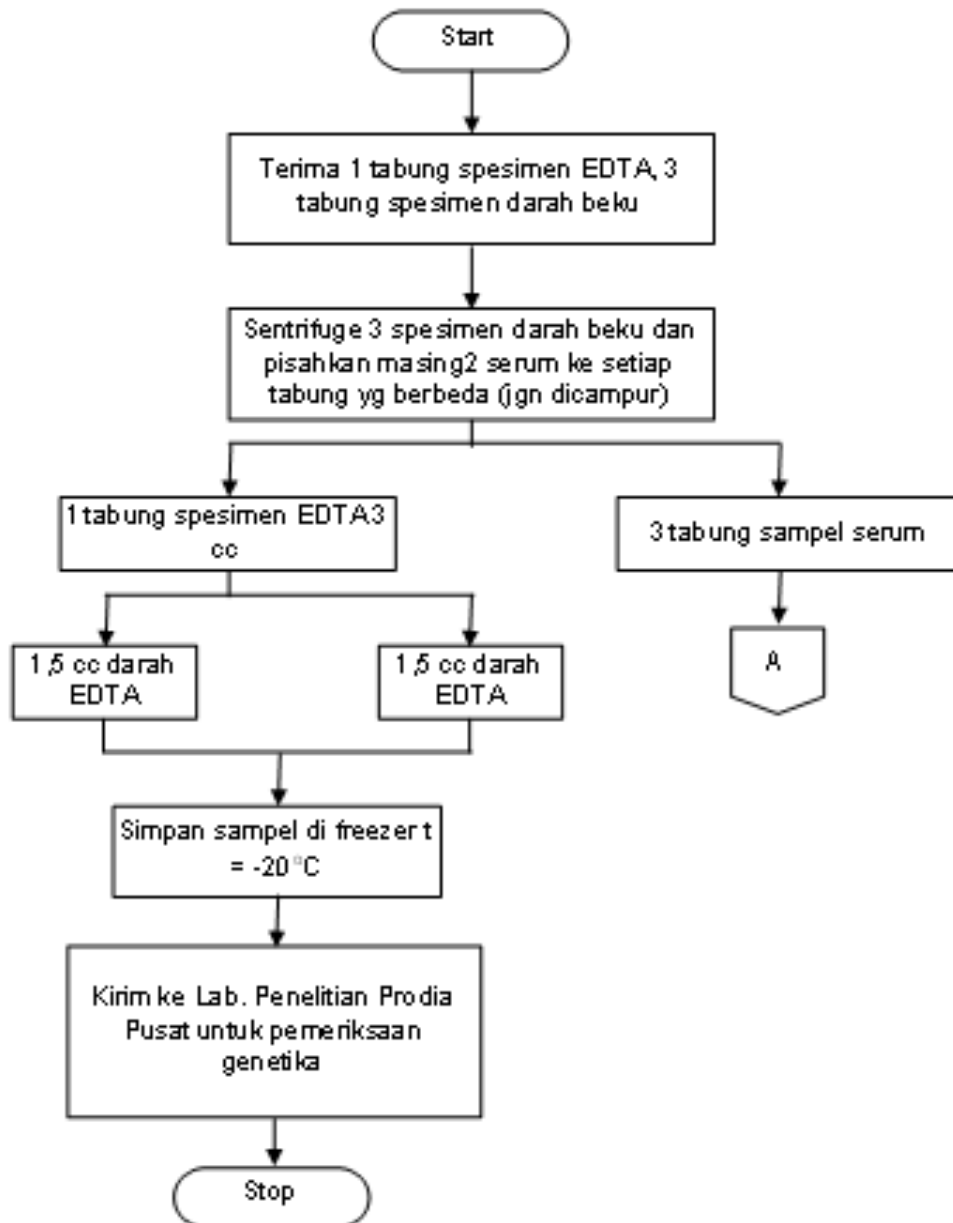 Start
Terima 1 tabung spesimen EDTA, 3
tabung spesimen darah beku
Sentrifuge 3 spesimen darah beku dan
pisahkan masing2 serum ke setiap
tabung yg berbeda (jgn dicampur)
1 tabung spesimen EDTA 3
cc
3 tabung sampel serum
1,5 cc darah
EDTA
1,5 cc darah
EDTA
A
Simpan sampel di freezer t
= -20 °C
Kirim ke Lab. Penelitian Prodia
Pusat untuk pemeriksaan
genetika
Stop